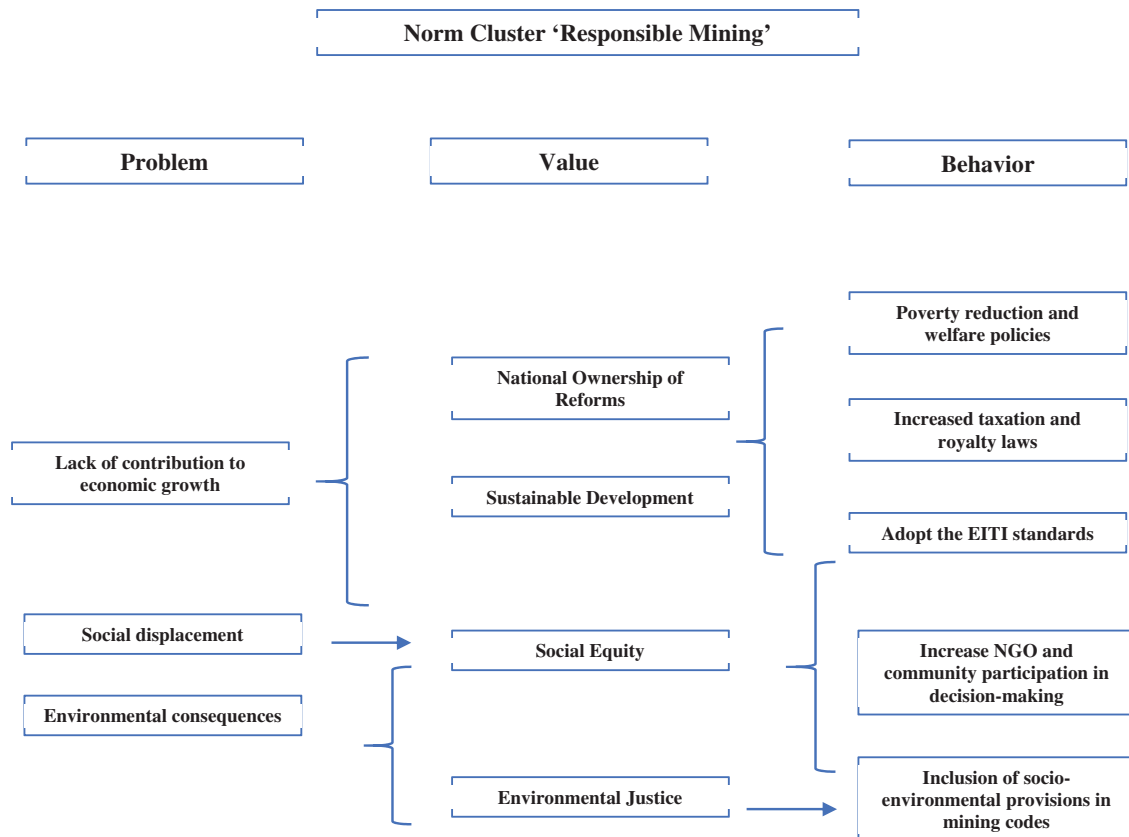 Norm Cluster ‘Responsible Mining’
Problem
Value
Behavior
Lack of contribution to
economic growth
Social displacement
Environmental consequences
National Ownership of
Reforms
Sustainable Development
Social Equity
Environmental Justice
Poverty reduction and
welfare policies
Increased taxation and
royalty laws
Adopt the EITI standards
Increase NGO and
community participation in
decision-making
Inclusion of socio-
environmental provisions in
mining codes